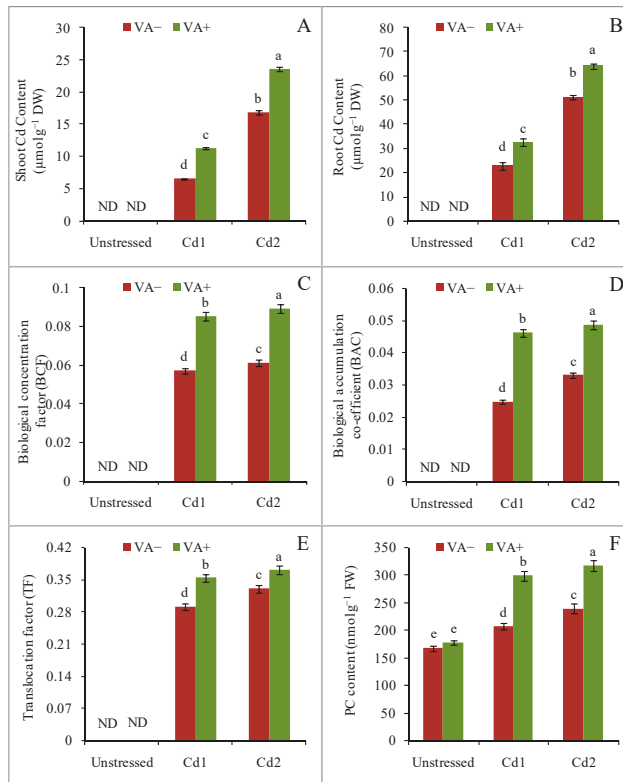 A
VA− VA+
Shoot Cd Content
(µmolg⁻¹ DW)
30
25
20
15
10
5
0
ND ND
d
c
b
a
Unstressed Cd1 Cd2
B
VA− VA+
Root Cd Content
(µmolg⁻¹ DW)
80
70
60
50
40
30
20
10
0
ND ND
d
c
b
a
Unstressed Cd1 Cd2
C
VA− VA+
Biological concentration
factor (BCF)
0.1
0.08
0.06
0.04
0.02
0
ND ND
d
b
c
a
Unstressed Cd1 Cd2
D
VA− VA+
Biological accumulation
co-efficient (BAC)
0.06
0.05
0.04
0.03
0.02
0.01
0
ND ND
d
b
c
a
Unstressed Cd1 Cd2
E
VA− VA+
Translocation factor (TF)
0.42
0.35
0.28
0.21
0.14
0.07
0
ND ND
d
b
c
a
Unstressed Cd1 Cd2
F
VA− VA+
PC content (nmolg⁻¹ FW)
350
300
250
200
150
100
50
0
e e
d
b
c
a
Unstressed Cd1 Cd2